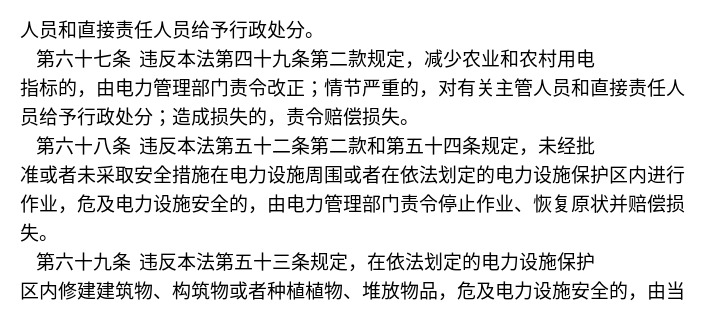 人员和直接责任人员给予行政处分。
第六十七条 违反本法第四十九条第二款规定，减少农业和农村用电
指标的，由电力管理部门责令改正；情节严重的，对有关主管人员和直接责任人
员给予行政处分；造成损失的，责令赔偿损失。
第六十八条 违反本法第五十二条第二款和第五十四条规定，未经批
准或者未采取安全措施在电力设施周围或者在依法划定的电力设施保护区内进行
作业，危及电力设施安全的，由电力管理部门责令停止作业、恢复原状并赔偿损
失。
第六十九条 违反本法第五十三条规定，在依法划定的电力设施保护
区内修建建筑物、构筑物或者种植植物、堆放物品，危及电力设施安全的，由当